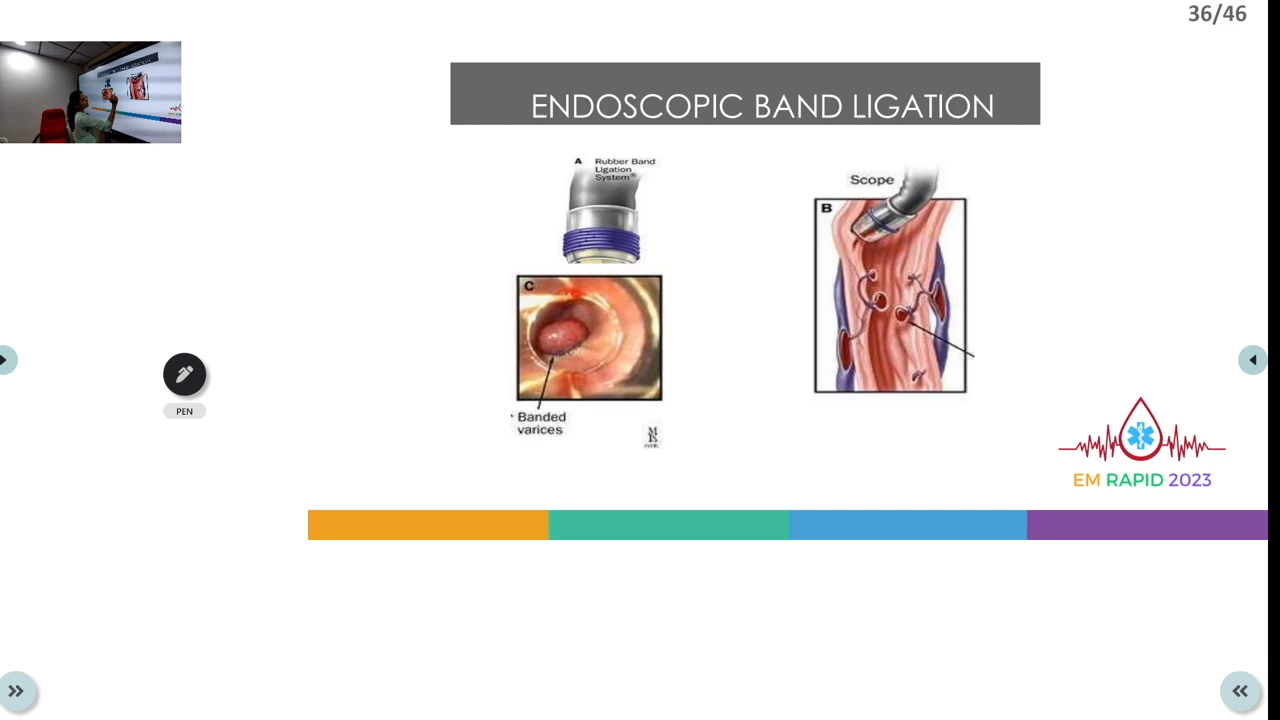 36/46
ENDOSCOPIC BAND LIGATION
A Rubber Band
Ligation
System®
Scope
B
C
Banded
varices
PEN
EM RAPID 2023